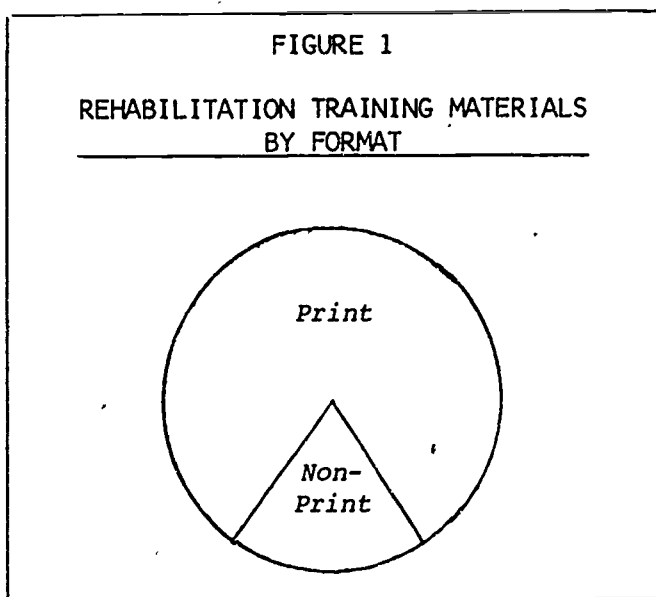 FIGURE 1
REHABILITATION TRAINING MATERIALS
BY FORMAT
Print
Non-
Print